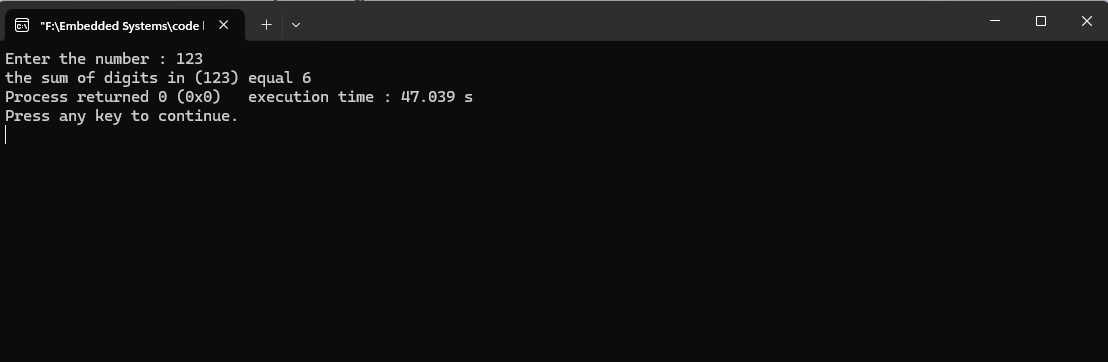 "F:\Embedded Systems\code l
Enter the number : 123
the sum of digits in (123) equal 6
Process returned 0 (0x0)   execution time : 47.039 s
Press any key to continue.